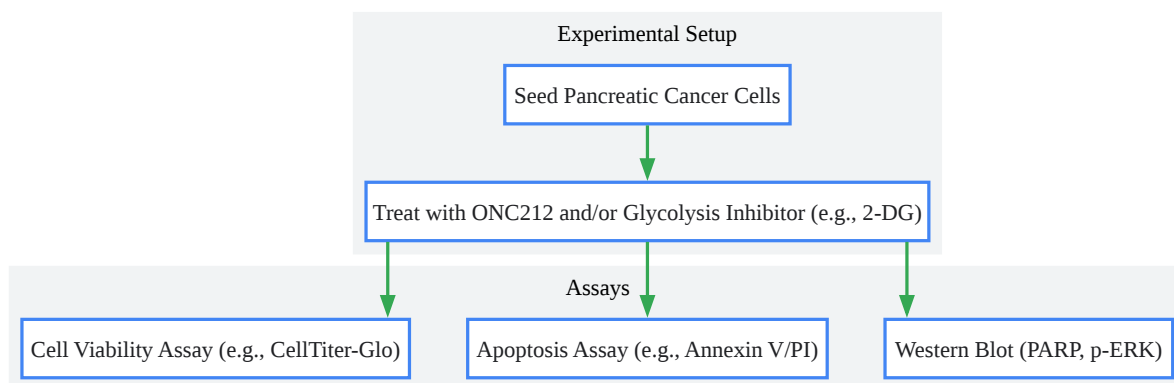 Experimental Setup
Seed Pancreatic Cancer Cells
Treat with ONC212 and/or Glycolysis Inhibitor (e.g., 2-DG)
Assays
Cell Viability Assay (e.g., CellTiter-Glo)
Apoptosis Assay (e.g., Annexin V/PI)
Western Blot (PARP, p-ERK)